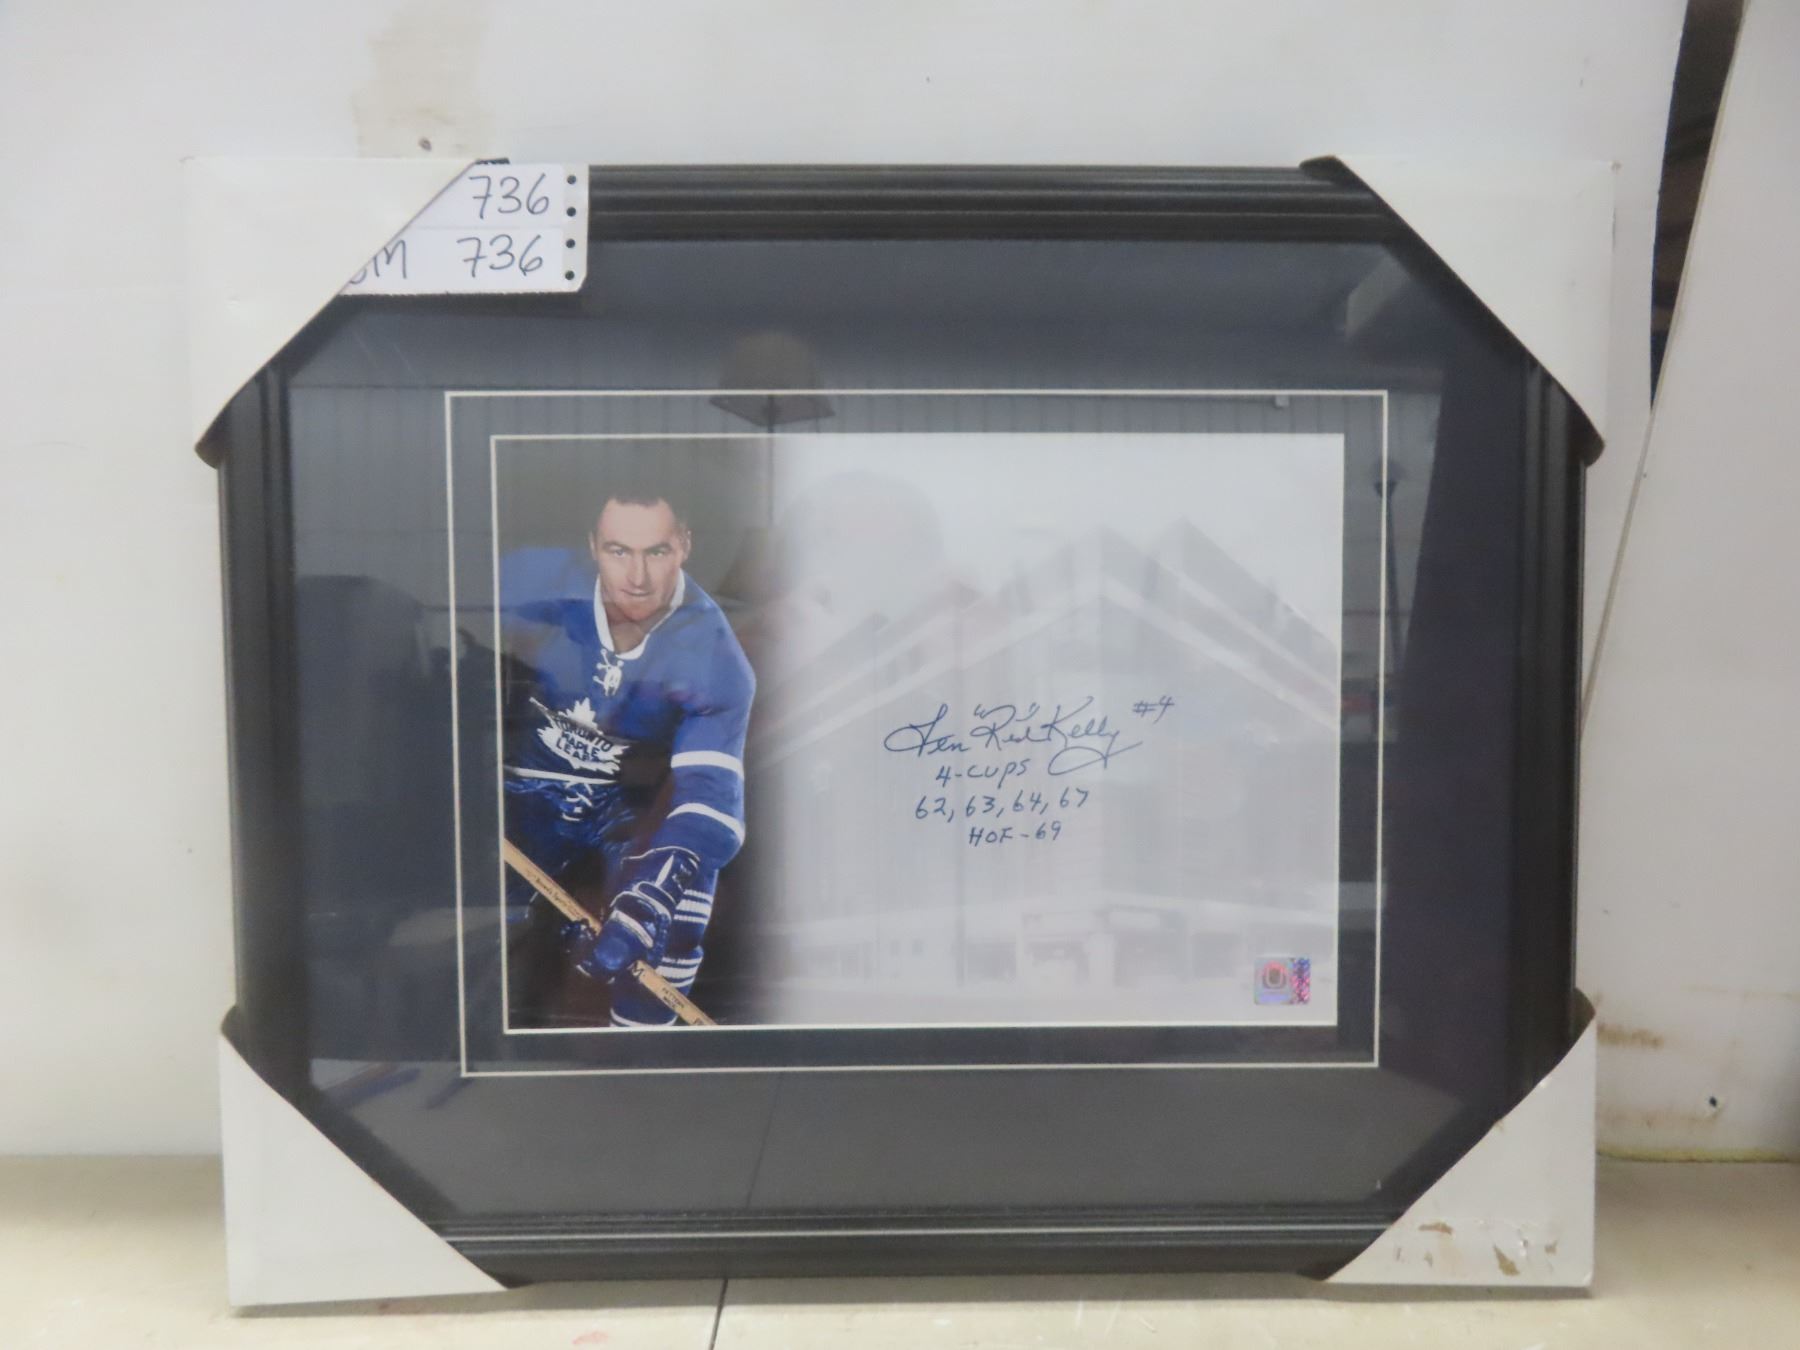 736
736
TORONTO
MAPLE
LEAFS
Len "Red" Kelly #4
4-CUPS
62, 63, 64, 67
HOF-69